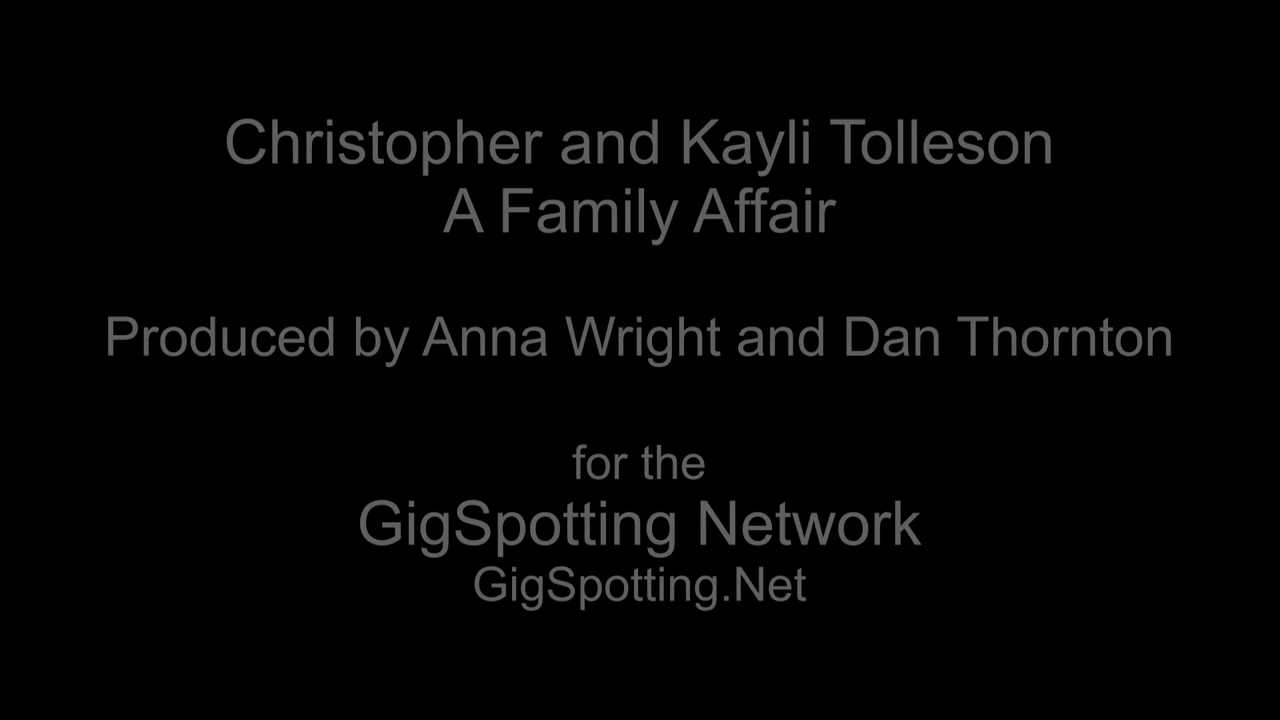 Christopher and Kayli Tolleson
A Family Affair
Produced by Anna Wright and Dan Thornton
for the
GigSpotting Network
GigSpotting.Net